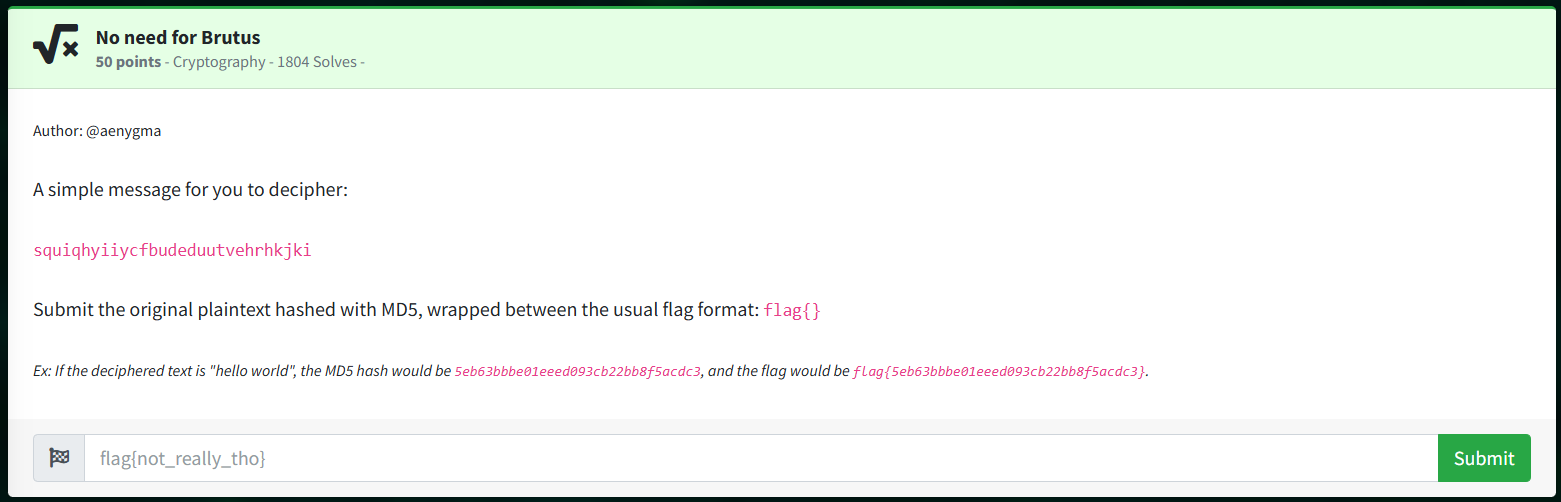 No need for Brutus
50 points - Cryptography - 1804 Solves -
Author: @aenygma
A simple message for you to decipher:
squiqhyiiycfbudeduutvehrhkjki
Submit the original plaintext hashed with MD5, wrapped between the usual flag format: flag{}
Ex: If the deciphered text is "hello world", the MD5 hash would be 5eb63bbbe01eeed093cb22bb8f5acdc3, and the flag would be flag{5eb63bbbe01eeed093cb22bb8f5acdc3}.
flag{not_really_tho}
Submit